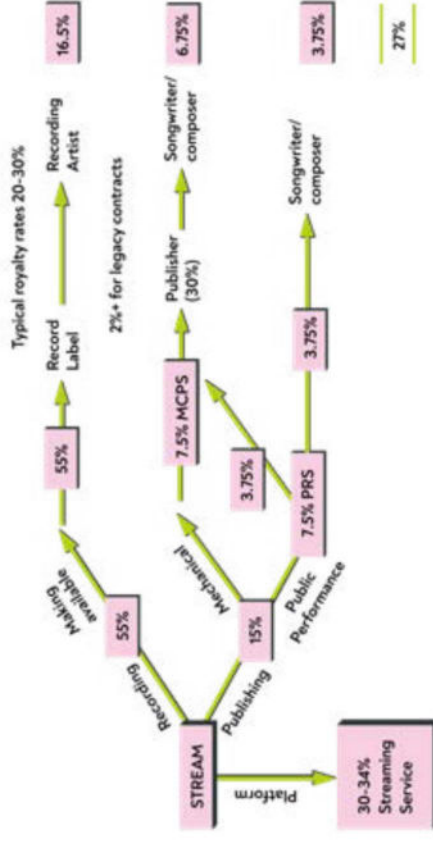 Typical royalty rates 20-30%
STREAM
Recording
55%
Making
available
55%
Record
Label
Recording
Artist
16.5%
2%+ for legacy contracts
Publishing
15%
Mechanical
7.5% MCPS
Publisher
(30%)
Songwriter/
composer
6.75%
3.75%
Public
Performance
7.5% PRS
3.75%
Songwriter/
composer
3.75%
27%
Platform
30-34%
Streaming
Service